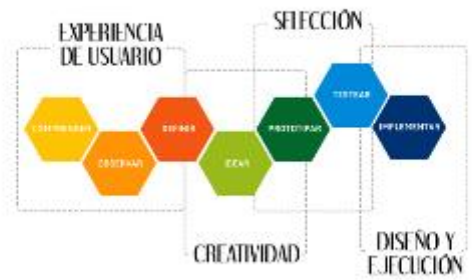 EXPERIENCIA
DE USUARIO
SELECCIÓN
COMPRENDER
OBSERVAR
DEFINIR
IDEAR
PROTOTIPAR
TESTEAR
IMPLEMENTAR
CREATIVIDAD
DISEÑO Y
EJECUCIÓN